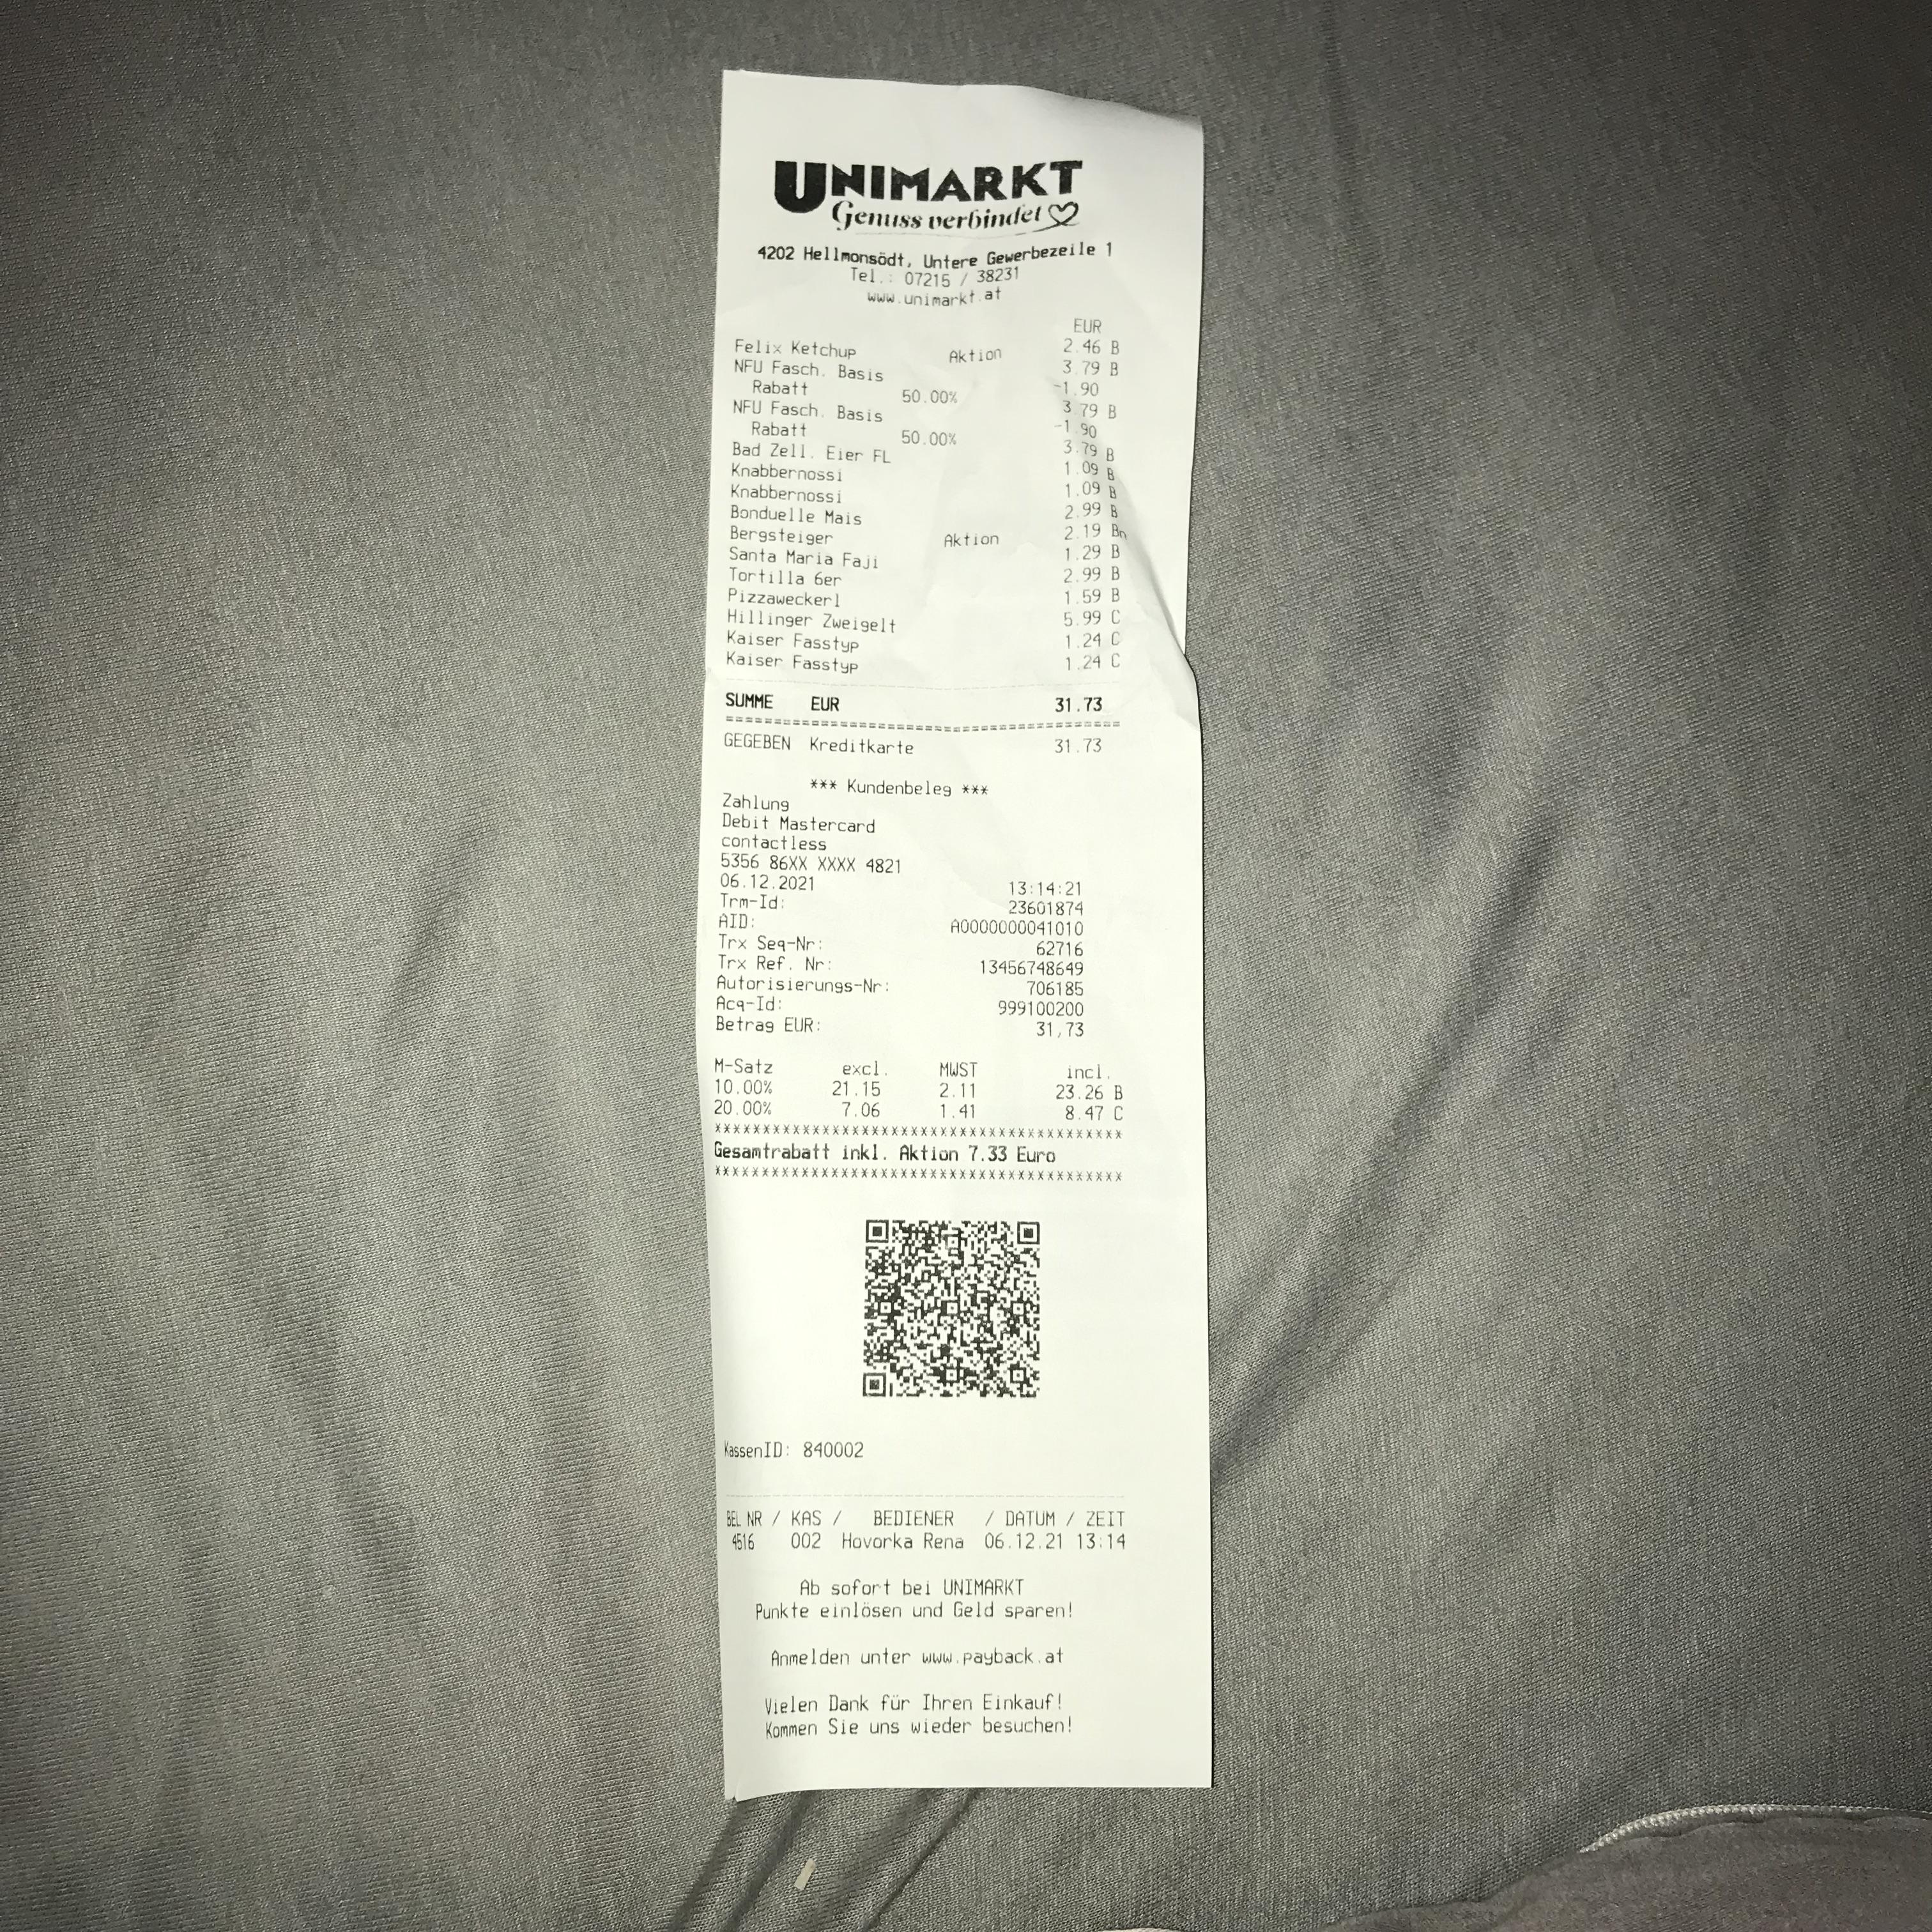 UNIMARKT
Genuss verbindet
4202 Hellmonsödt, Untere Gewerbezeile 1
Tel.: 07215 / 38231
www.unimarkt.at
EUR
Felix Ketchup Aktion 2.46 B
NFU Fasch. Basis 3.79 B
Rabatt 50.00% -1.90
NFU Fasch. Basis 3.79 B
Rabatt 50.00% -1.90
Bad Zell. Eier FL 3.79 B
Knabbernossi 1.09 B
Knabbernossi 1.09 B
Bonduelle Mais 2.99 B
Bergsteiger Aktion 2.19 Bn
Santa Maria Faji 1.29 B
Tortilla 6er 2.99 B
Pizzaweckerl 1.59 B
Hillinger Zweigelt 5.99 C
Kaiser Fasstyp 1.24 C
Kaiser Fasstyp 1.24 C
SUMME EUR 31.73
GEGEBEN Kreditkarte 31.73
*** Kundenbeleg ***
Zahlung
Debit Mastercard
contactless
5356 86XX XXXX 4821
06.12.2021 13:14:21
Trm-Id: 23601874
AID: A0000000041010
Trx Seq-Nr: 62716
Trx Ref. Nr: 13456748649
Autorisierungs-Nr: 706185
Acq-Id: 999100200
Betrag EUR: 31,73
M-Satz excl. MWST incl.
10.00% 21.15 2.11 23.26 B
20.00% 7.06 1.41 8.47 C
Gesamtrabatt inkl. Aktion 7.33 Euro
KassenID: 840002
BEL NR / KAS / BEDIENER / DATUM / ZEIT
4516 002 Hovorka Rena 06.12.21 13:14
Ab sofort bei UNIMARKT
Punkte einlösen und Geld sparen!
Anmelden unter www.payback.at
Vielen Dank für Ihren Einkauf!
Kommen Sie uns wieder besuchen!